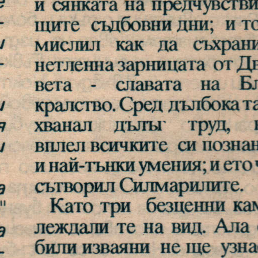 и сянката на предчувстви
щите съдбовни дни; и то
мислил как да съхрани
нетленна зарницата от Дв
вета - славата на Бл
кралство. Сред дълбока та
хванал дълъг труд,
вплел всичките си познан
и най-тънки умения; и ето ч
сътворил Силмарилите.
Като три безценни кам
леждали те на вид. Ала
били изваяни не ще узна